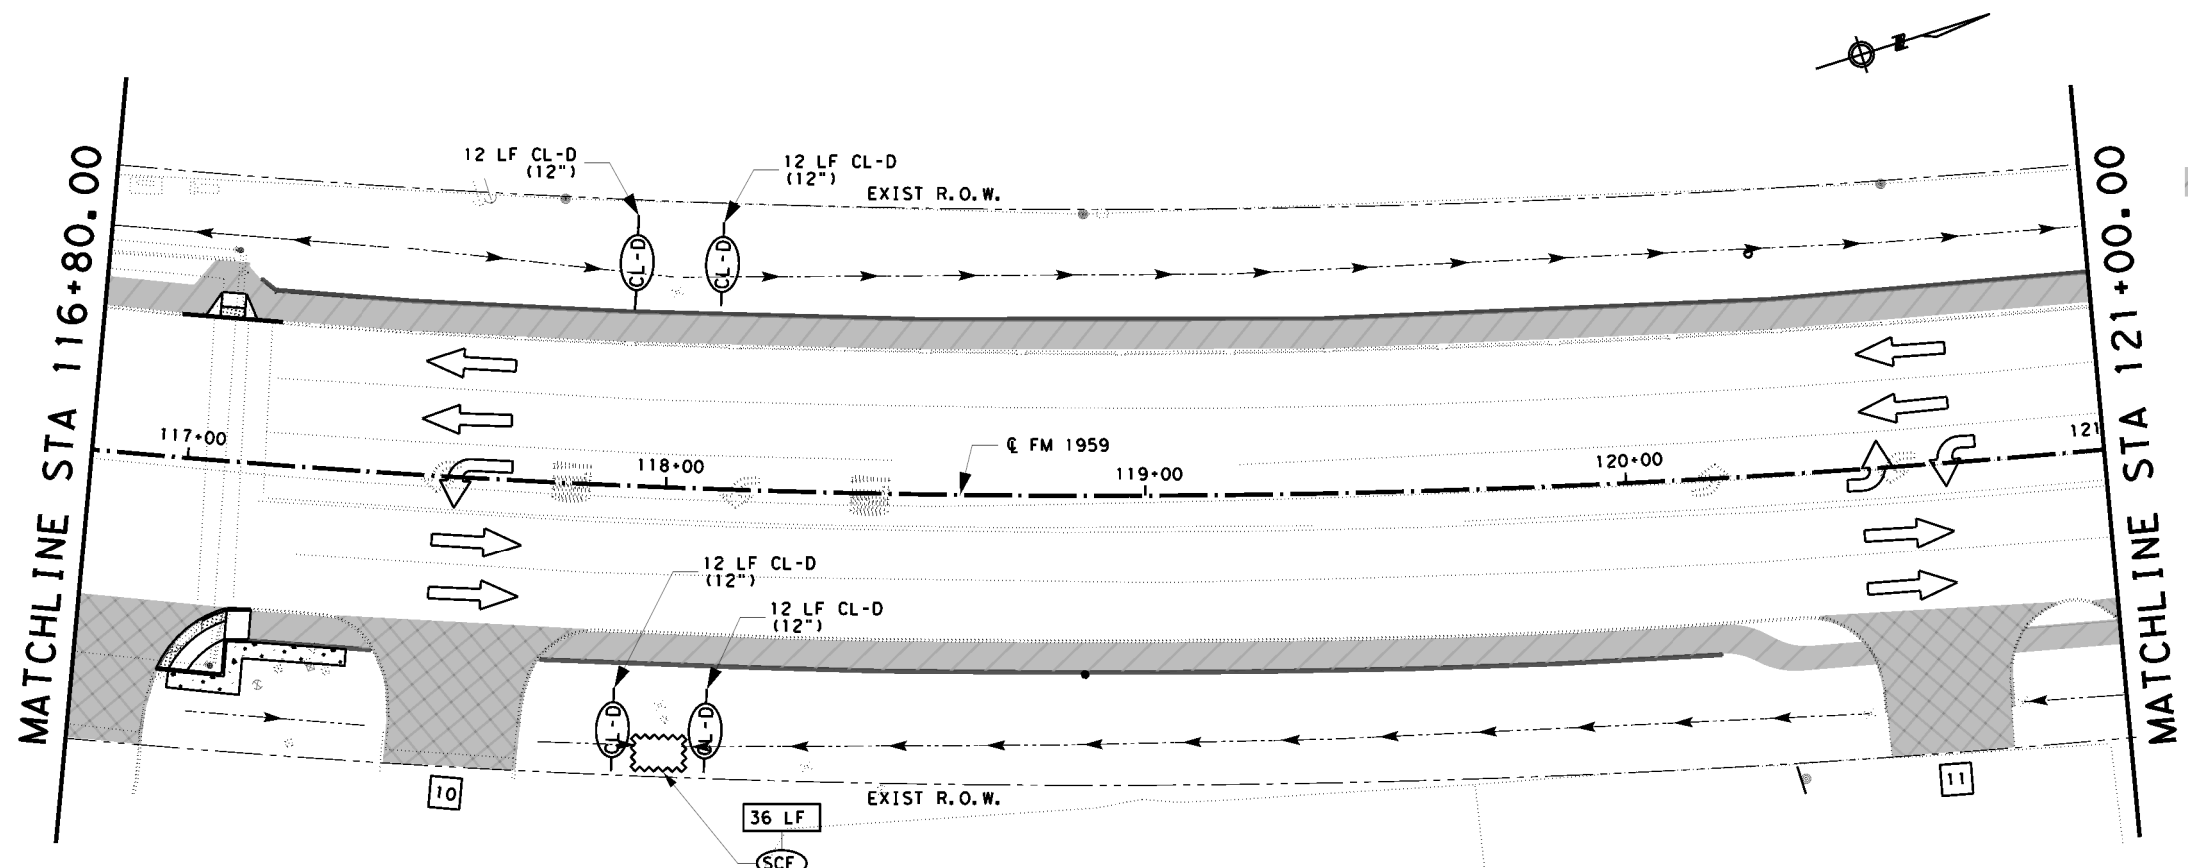 N
MATCHLINE STA 116+80.00
MATCHLINE STA 121+00.00
12 LF CL-D
(12")
12 LF CL-D
(12")
EXIST R.O.W.
CL-D
CL-D
117+00
118+00
℄ FM 1959
119+00
120+00
121
12 LF CL-D
(12")
12 LF CL-D
(12")
CL-D
CL-D
10
11
EXIST R.O.W.
36 LF
SCF